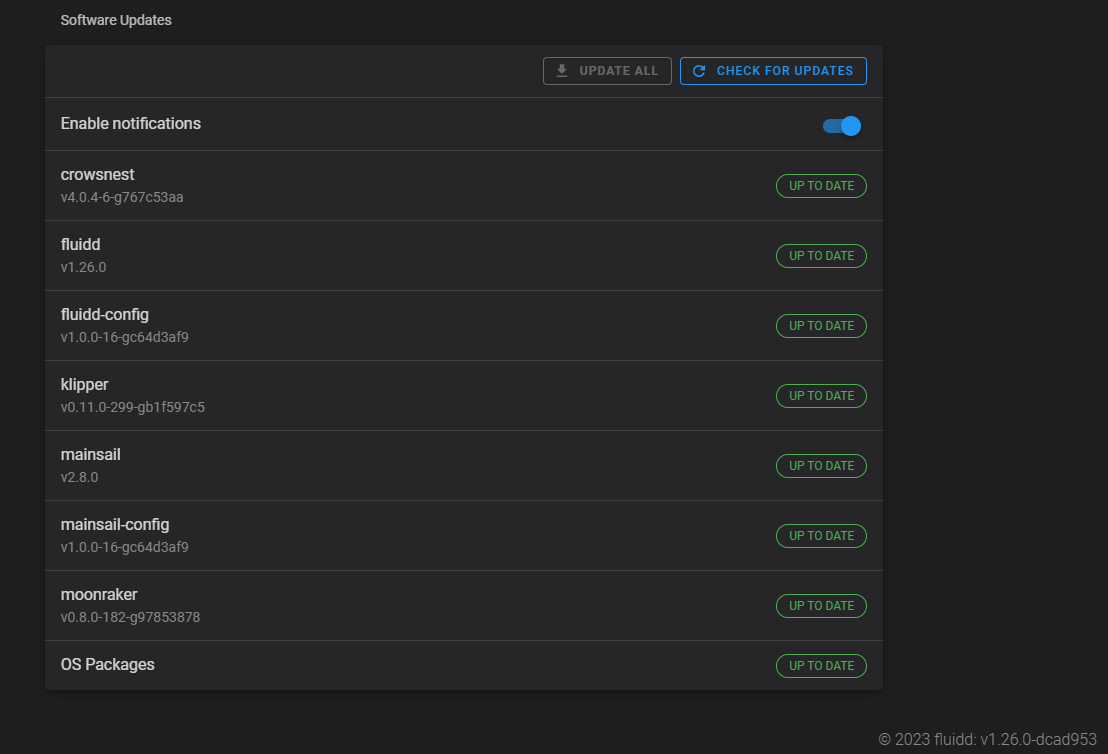 Software Updates
UPDATE ALL
CHECK FOR UPDATES
Enable notifications
crowsnest
v4.0.4-6-g767c53aa
UP TO DATE
fluidd
v1.26.0
UP TO DATE
fluidd-config
v1.0.0-16-gc64d3af9
UP TO DATE
klipper
v0.11.0-299-gb1f597c5
UP TO DATE
mainsail
v2.8.0
UP TO DATE
mainsail-config
v1.0.0-16-gc64d3af9
UP TO DATE
moonraker
v0.8.0-182-g97853878
UP TO DATE
OS Packages
UP TO DATE
© 2023 fluidd: v1.26.0-dcad953